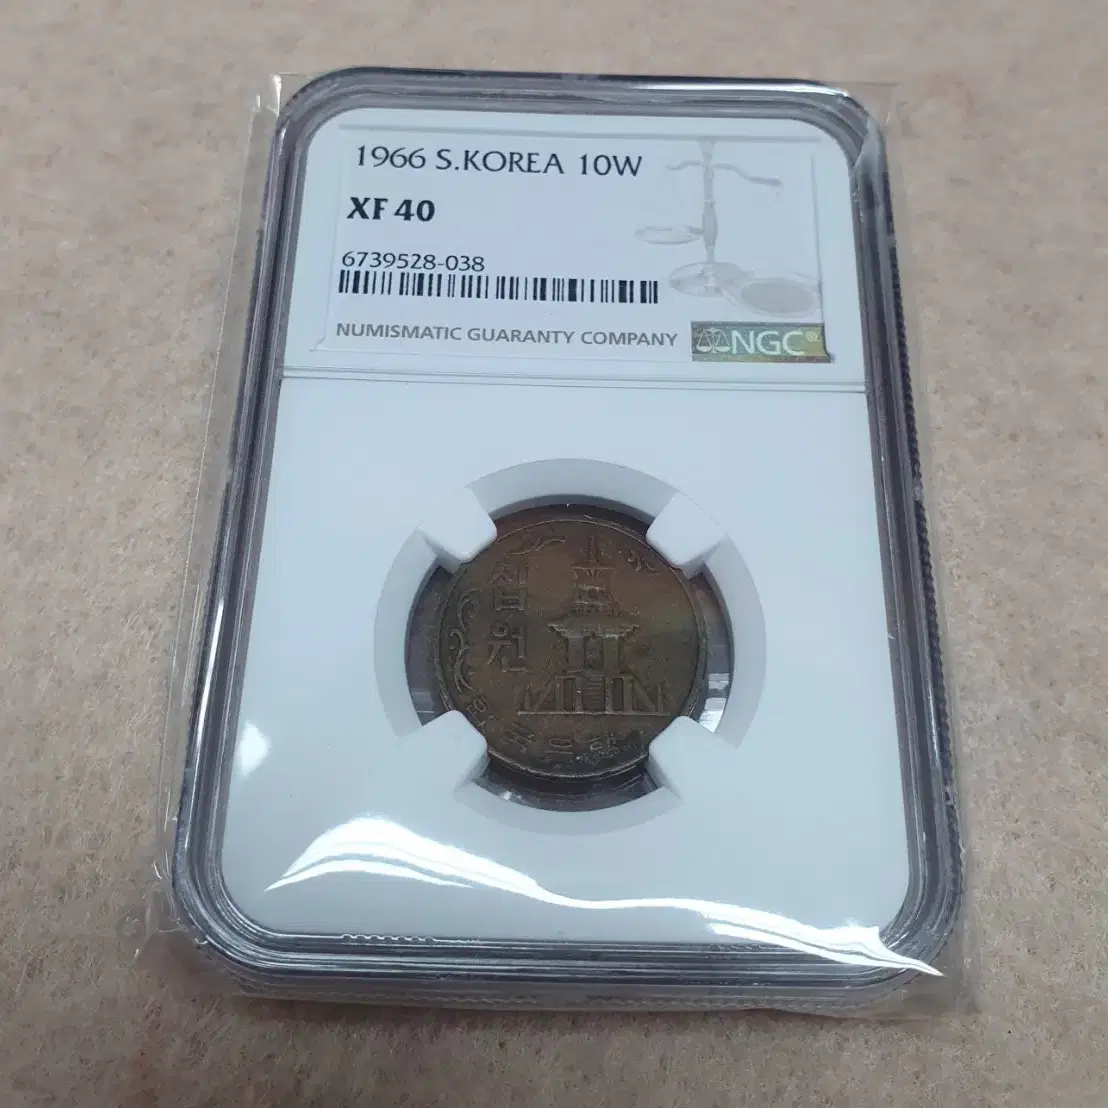 1966 S.KOREA 10W
XF 40
6739528-038
NUMISMATIC GUARANTY COMPANY
NGC®
십
원
한국은행